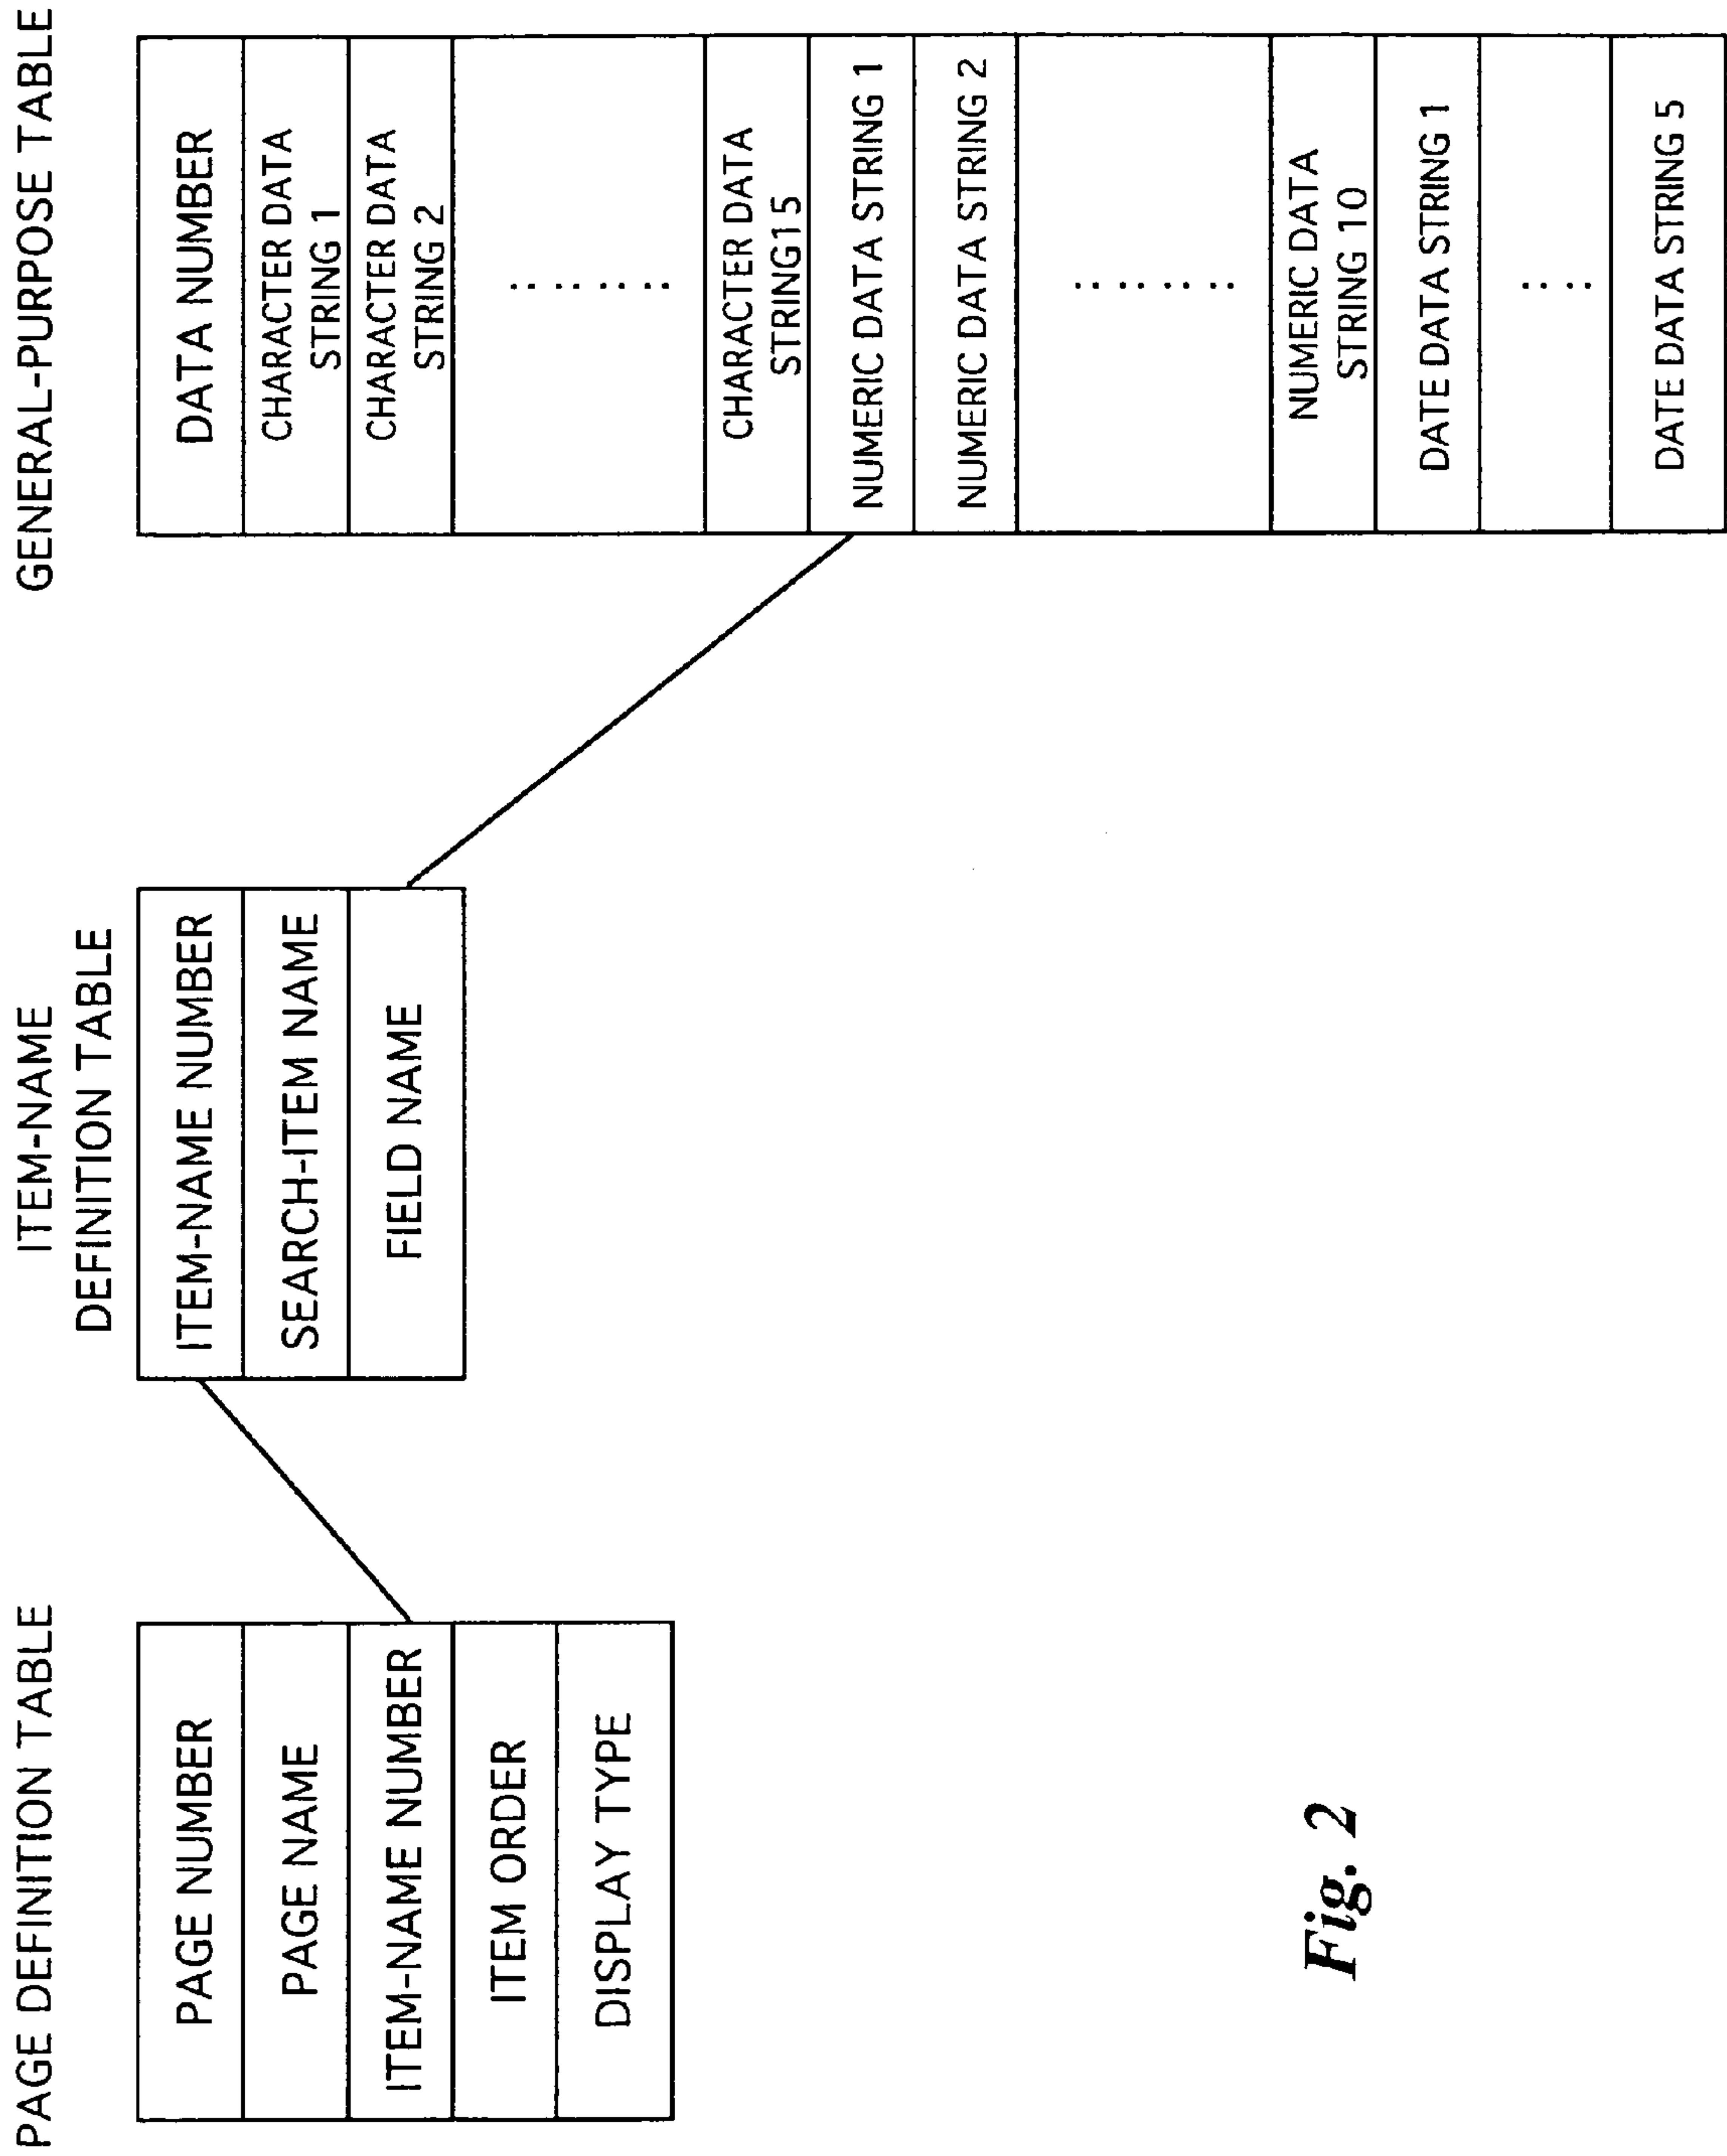 PAGE DEFINITION TABLE
PAGE NUMBER
PAGE NAME
ITEM-NAME NUMBER
ITEM ORDER
DISPLAY TYPE
ITEM-NAME
DEFINITION TABLE
ITEM-NAME NUMBER
SEARCH-ITEM NAME
FIELD NAME
GENERAL-PURPOSE TABLE
DATA NUMBER
CHARACTER DATA
STRING 1
CHARACTER DATA
STRING 2
........
CHARACTER DATA
STRING15
NUMERIC DATA STRING 1
NUMERIC DATA STRING 2
........
NUMERIC DATA
STRING 10
DATE DATA STRING 1
....
DATE DATA STRING 5
Fig. 2